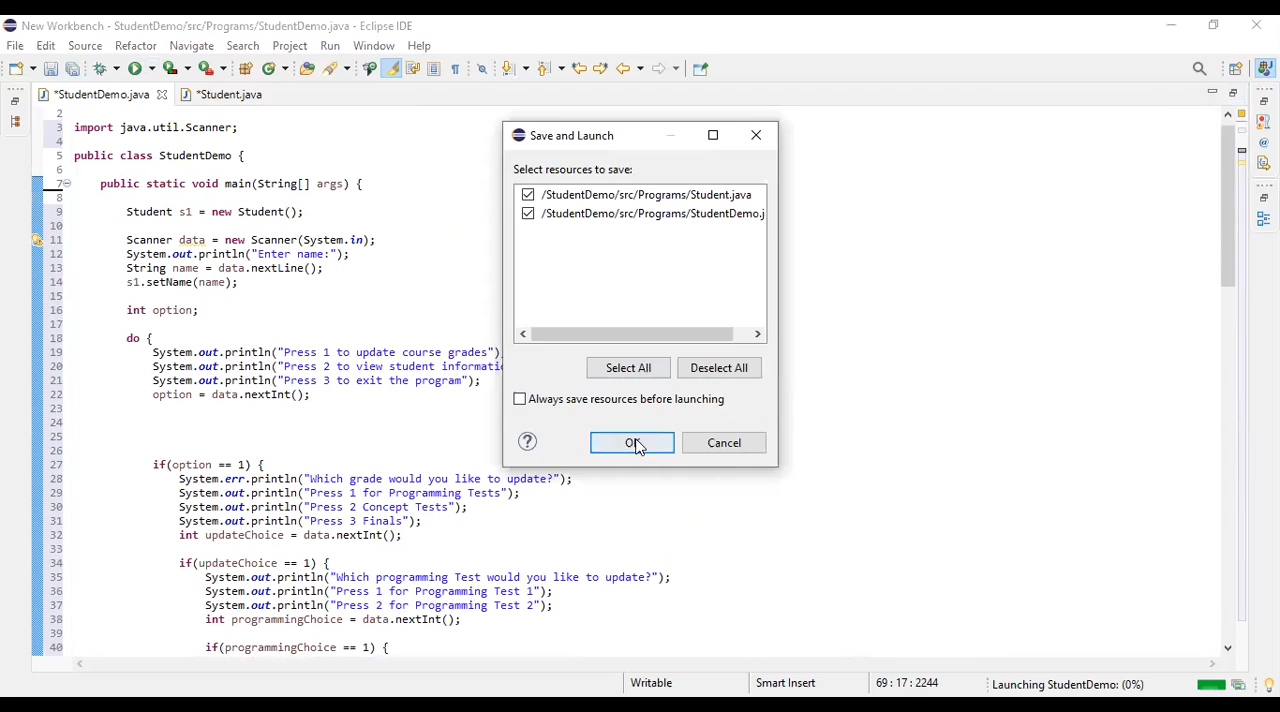 New Workbench - StudentDemo/src/Programs/StudentDemo.java - Eclipse IDE
File Edit Source Refactor Navigate Search Project Run Window Help
*StudentDemo.java *Student.java
2
3 import java.util.Scanner;
4
5 public class StudentDemo {
6
7 public static void main(String[] args) {
8
9 Student s1 = new Student();
10
11 Scanner data = new Scanner(System.in);
12 System.out.println("Enter name:");
13 String name = data.nextLine();
14 s1.setName(name);
15
16 int option;
17
18 do {
19 System.out.println("Press 1 to update course grades")
20 System.out.println("Press 2 to view student informati
21 System.out.println("Press 3 to exit the program");
22 option = data.nextInt();
23
24
25
26
27 if(option == 1) {
28 System.err.println("Which grade would you like to update?");
29 System.out.println("Press 1 for Programming Tests");
30 System.out.println("Press 2 Concept Tests");
31 System.out.println("Press 3 Finals");
32 int updateChoice = data.nextInt();
33
34 if(updateChoice == 1) {
35 System.out.println("Which programming Test would you like to update?");
36 System.out.println("Press 1 for Programming Test 1");
37 System.out.println("Press 2 for Programming Test 2");
38 int programmingChoice = data.nextInt();
39
40 if(programmingChoice == 1) {
Save and Launch
Select resources to save:
/StudentDemo/src/Programs/Student.java
/StudentDemo/src/Programs/StudentDemo.j
Select All Deselect All
Always save resources before launching
OK Cancel
Writable Smart Insert 69 : 17 : 2244 Launching StudentDemo: (0%)